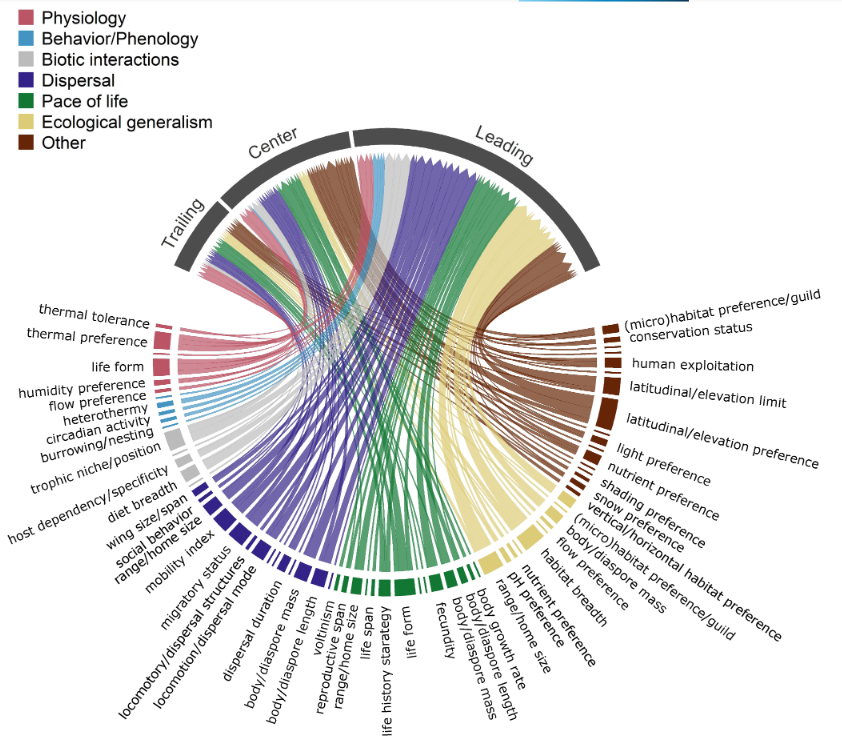 Physiology
Behavior/Phenology
Biotic interactions
Dispersal
Pace of life
Ecological generalism
Other
Trailing
Center
Leading
thermal tolerance
thermal preference
life form
humidity preference
flow preference
heterothermy
circadian activity
burrowing/nesting
trophic niche/position
host dependency/specificity
diet breadth
wing size/span
social behavior
range/home size
mobility index
migratory status
locomotory/dispersal structures
locomotion/dispersal mode
dispersal duration
body/diaspore mass
body/diaspore length
voltinism
reproductive span
range/home size
life span
life history starategy
life form
fecundity
body/diaspore mass
body/diaspore length
body growth rate
range/home size
pH preference
nutrient preference
habitat breadth
flow preference
body/diaspore mass
(micro)habitat preference/guild
vertical/horizontal habitat preference
snow preference
shading preference
nutrient preference
light preference
latitudinal/elevation preference
latitudinal/elevation limit
human exploitation
conservation status
(micro)habitat preference/guild